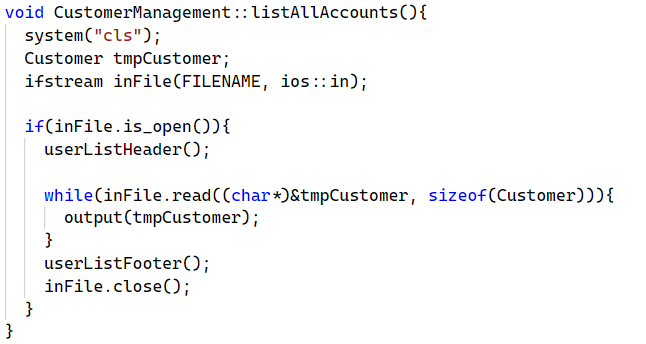 void CustomerManagement::listAllAccounts(){
  system("cls");
  Customer tmpCustomer;
  ifstream inFile(FILENAME, ios::in);

  if(inFile.is_open()){
    userListHeader();

    while(inFile.read((char*)&tmpCustomer, sizeof(Customer))){
      output(tmpCustomer);
    }
    userListFooter();
    inFile.close();
  }
}